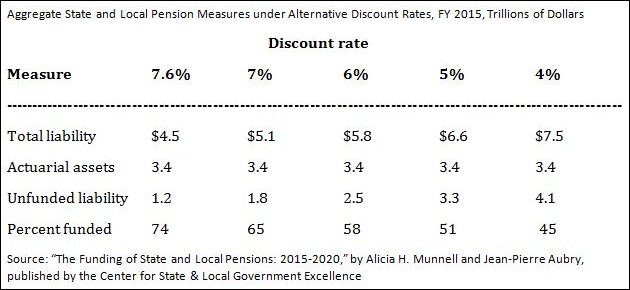 Aggregate State and Local Pension Measures under Alternative Discount Rates, FY 2015, Trillions of Dollars
Discount rate
Measure 7.6% 7% 6% 5% 4%
Total liability $4.5 $5.1 $5.8 $6.6 $7.5
Actuarial assets 3.4 3.4 3.4 3.4 3.4
Unfunded liability 1.2 1.8 2.5 3.3 4.1
Percent funded 74 65 58 51 45
Source: “The Funding of State and Local Pensions: 2015-2020,” by Alicia H. Munnell and Jean-Pierre Aubry,
published by the Center for State & Local Government Excellence